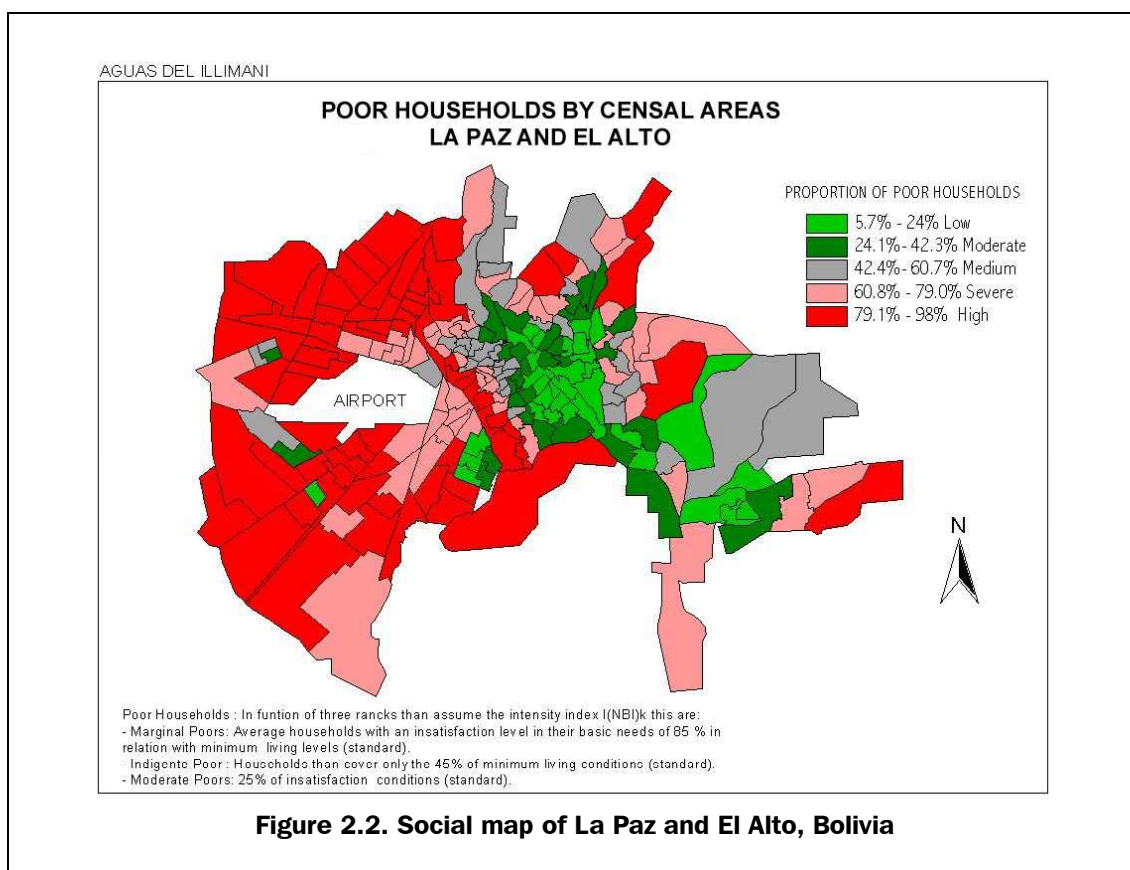 AGUAS DEL ILLIMANI
POOR HOUSEHOLDS BY CENSAL AREAS
LA PAZ AND EL ALTO
PROPORTION OF POOR HOUSEHOLDS
5.7% - 24% Low
24.1% - 42.3% Moderate
42.4% - 60.7% Medium
60.8% - 79.0% Severe
79.1% - 98% High
AIRPORT
N
Poor Households : In funtion of three rancks than assume the intensity index I(NBI)k this are:
- Marginal Poors: Average households with an insatisfaction level in their basic needs of 85 % in
relation with minimum living levels (standard).
- Indigente Poor : Households than cover only the 45% of minimum living conditions (standard).
- Moderate Poors: 25% of insatisfaction conditions (standard).
Figure 2.2. Social map of La Paz and El Alto, Bolivia